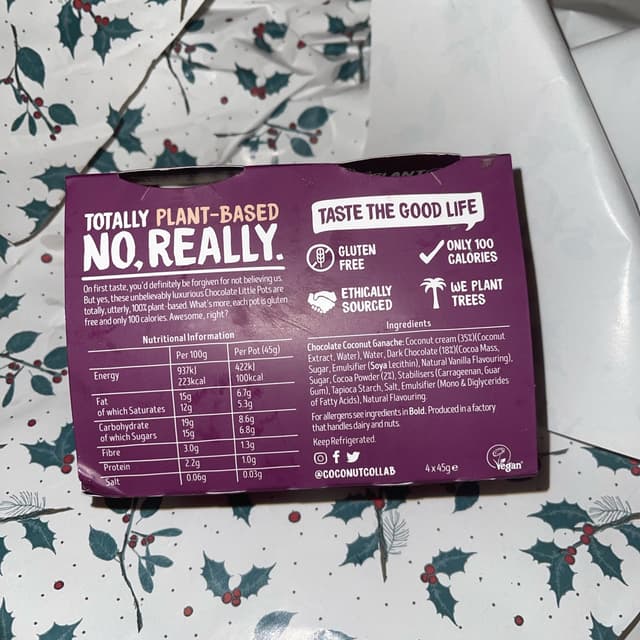 TOTALLY PLANT-BASED
NO, REALLY.
On first taste, you'd definitely be forgiven for not believing us.
But yes, these unbelievably luxurious Chocolate Little Pots are
totally, utterly, 100% plant-based. What's more, each pot is gluten
free and only 100 calories. Awesome, right?
Nutritional Information
Per 100g Per Pot (45g)
Energy 937kJ 422kJ
223kcal 100kcal
Fat 15g 6.7g
of which Saturates 12g 5.3g
Carbohydrate 19g 8.6g
of which Sugars 15g 6.8g
Fibre 3.0g 1.3g
Protein 2.2g 1.0g
Salt 0.06g 0.03g
TASTE THE GOOD LIFE
GLUTEN
FREE
ONLY 100
CALORIES
ETHICALLY
SOURCED
WE PLANT
TREES
Ingredients
Chocolate Coconut Ganache: Coconut cream (35%)(Coconut
Extract, Water), Water, Dark Chocolate (18%)(Cocoa Mass,
Sugar, Emulsifier (Soya Lecithin), Natural Vanilla Flavouring),
Sugar, Cocoa Powder (2%), Stabilisers (Carrageenan, Guar
Gum), Tapioca Starch, Salt, Emulsifier (Mono & Diglycerides
of Fatty Acids), Natural Flavouring.
For allergens see ingredients in Bold. Produced in a factory
that handles dairy and nuts.
Keep Refrigerated.
@COCONUTCOLLAB
4 x 45g e
Vegan